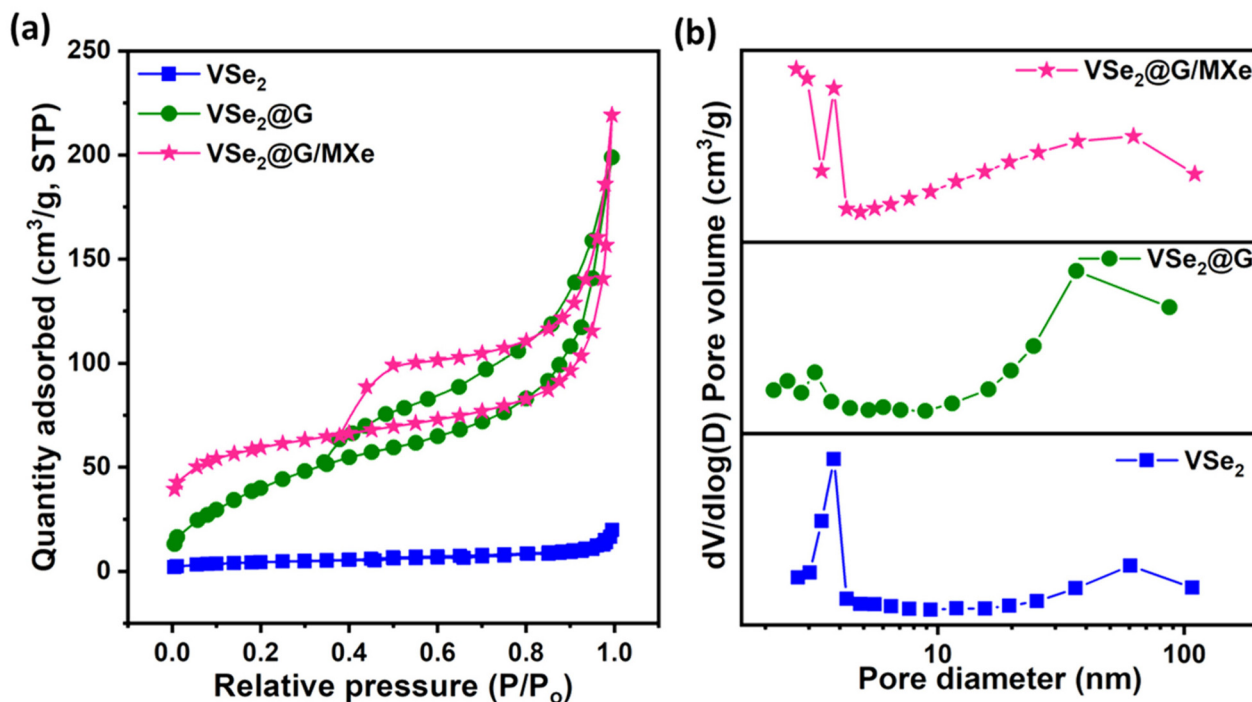 (a)
250
200
150
100
50
0
Quantity adsorbed (cm³/g, STP)
VSe₂
VSe₂@G
VSe₂@G/MXe
0.0 0.2 0.4 0.6 0.8 1.0
Relative pressure (P/Pₒ)
(b)
dV/dlog(D) Pore volume (cm³/g)
VSe₂@G/MXe
VSe₂@G
VSe₂
10 100
Pore diameter (nm)